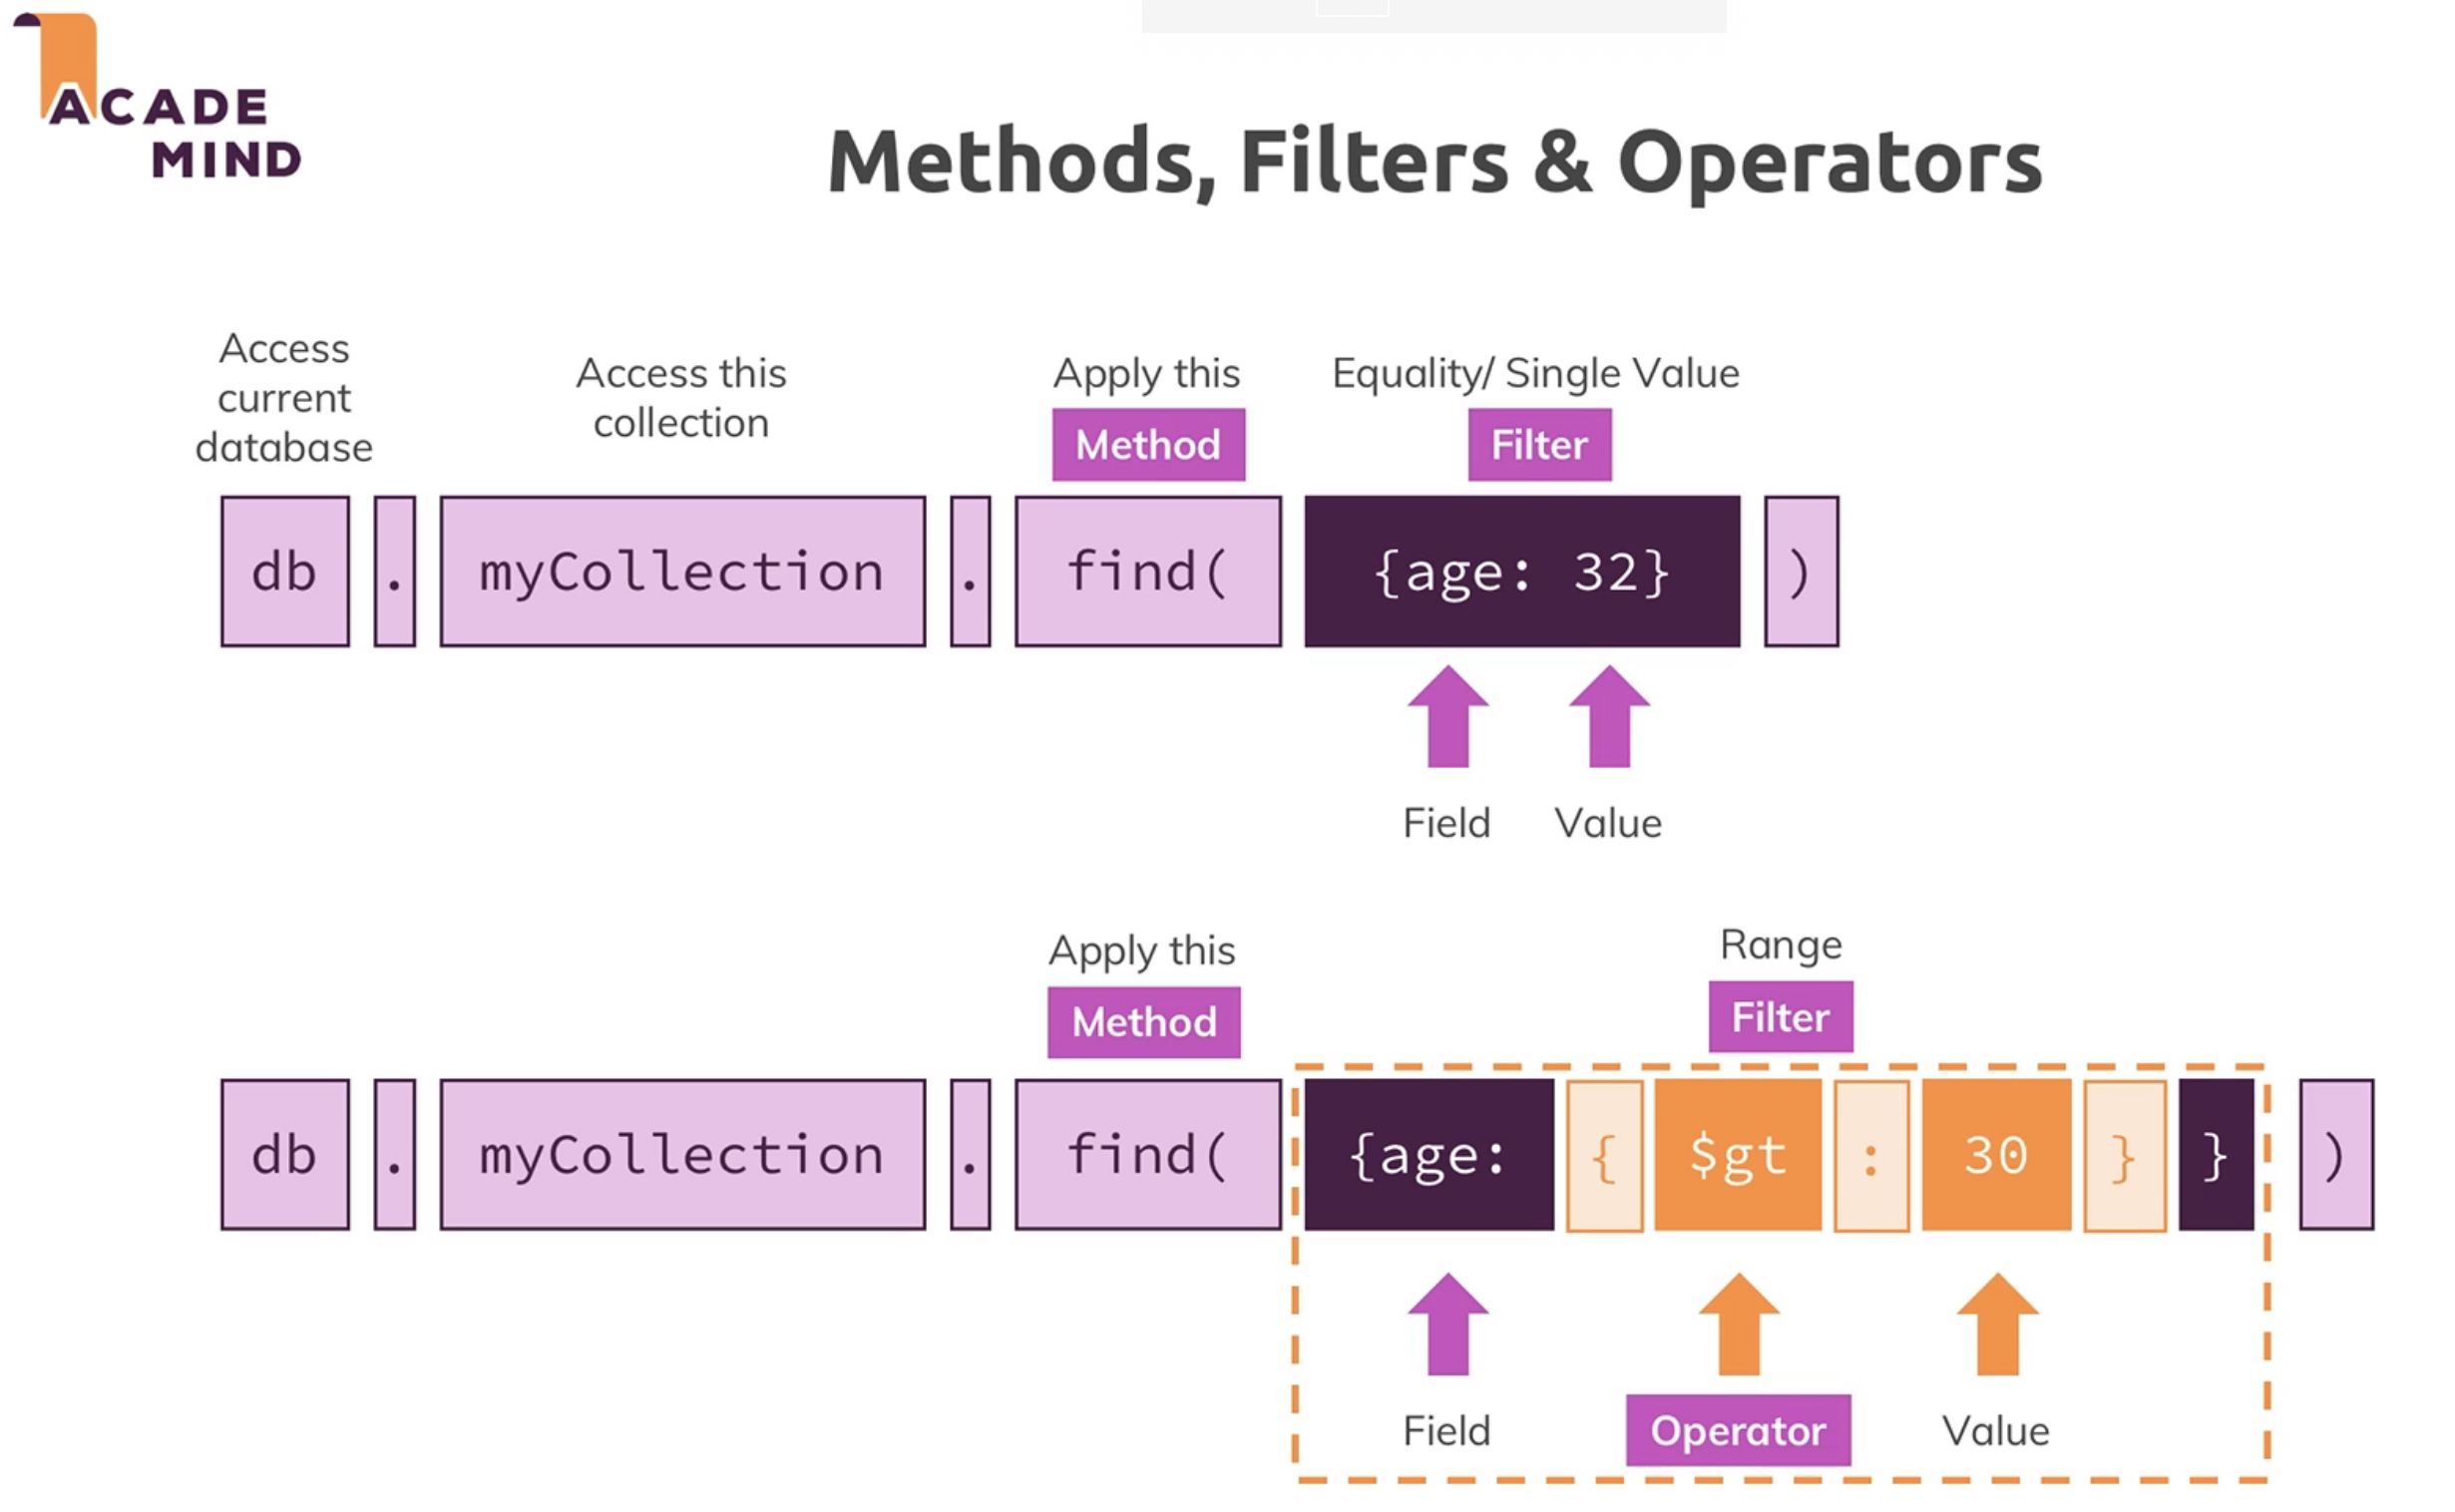 ACADE
MIND
Methods, Filters & Operators
Access
current
database
Access this
collection
Apply this
Method
Equality/ Single Value
Filter
db . myCollection . find( {age: 32} )
Field Value
Apply this
Method
Range
Filter
db . myCollection . find( {age: { $gt : 30 } } )
Field Operator Value